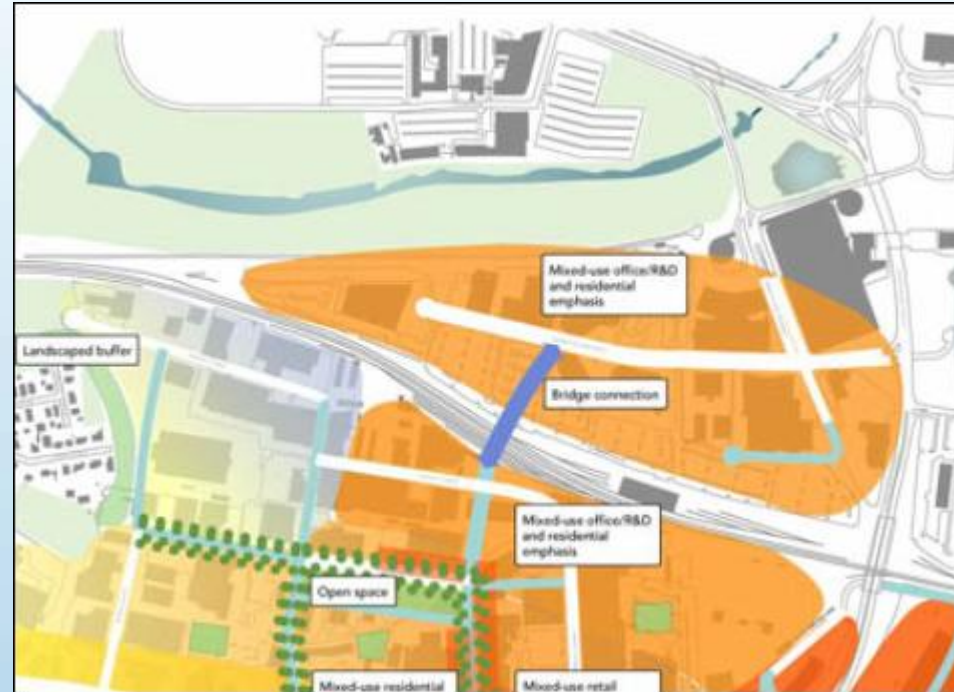 Mixed-use office/R&D
and residential
emphasis
Landscaped buffer
Bridge connection
Mixed-use office/R&D
and residential
emphasis
Open space
Mixed-use residential
Mixed-use retail